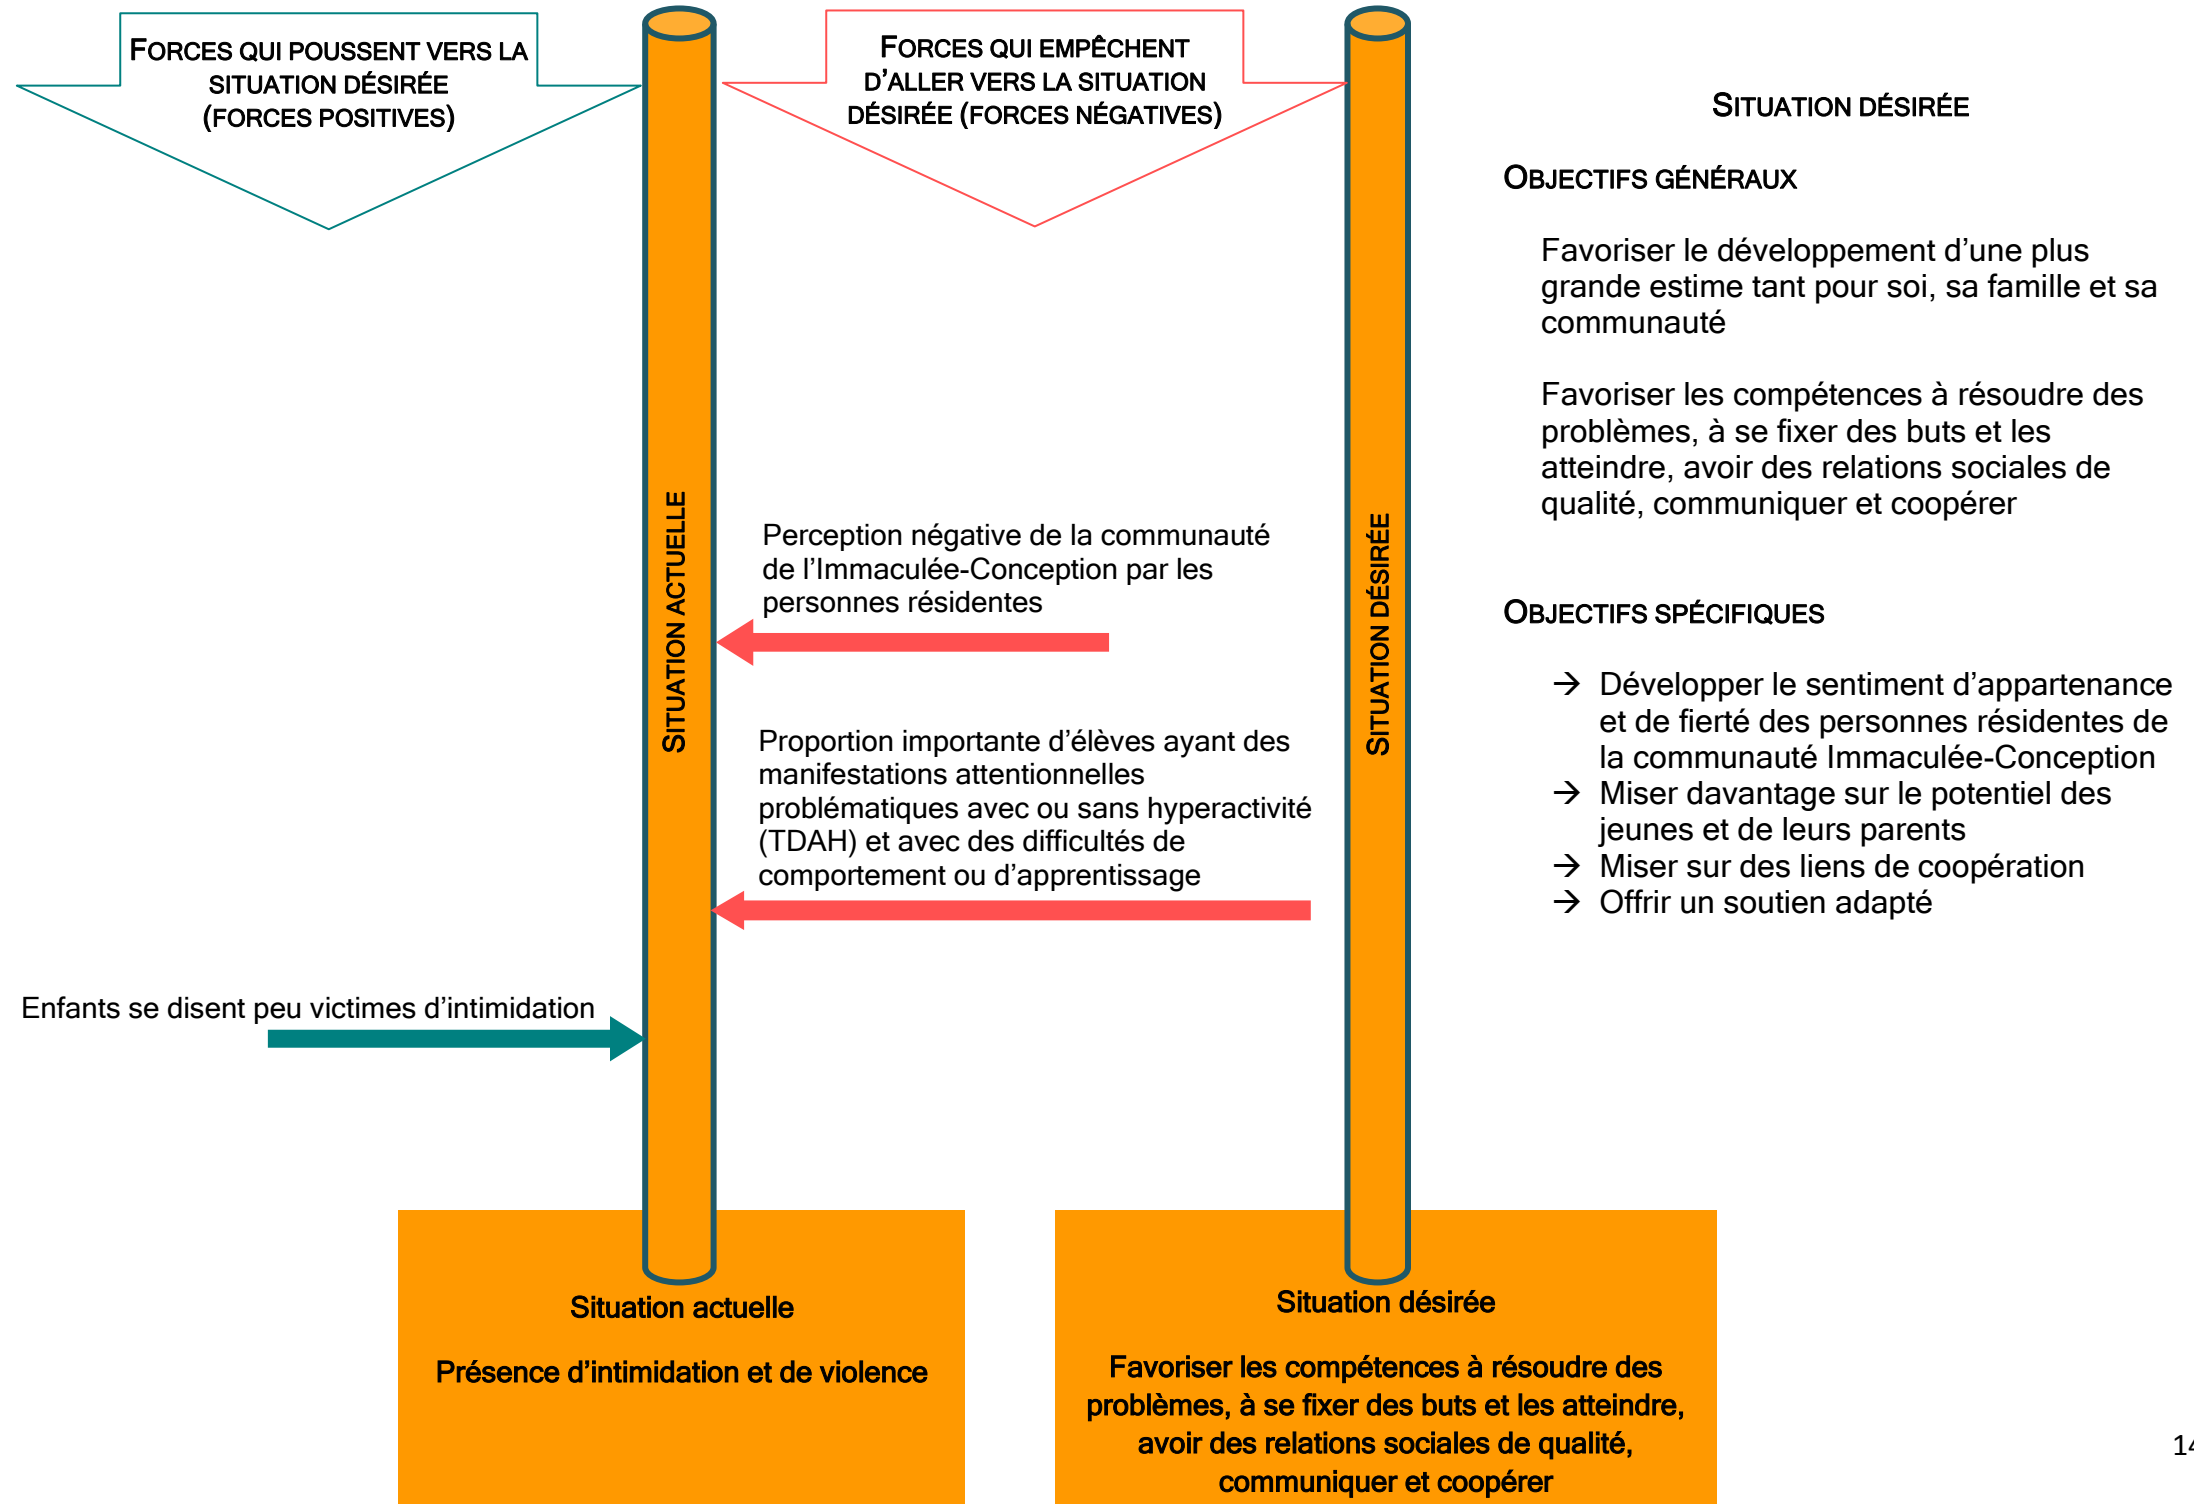 FORCES QUI POUSSENT VERS LA
SITUATION DÉSIRÉE
(FORCES POSITIVES)
FORCES QUI EMPÊCHENT
D’ALLER VERS LA SITUATION
DÉSIRÉE (FORCES NÉGATIVES)
SITUATION DÉSIRÉE
OBJECTIFS GÉNÉRAUX
Favoriser le développement d’une plus
grande estime tant pour soi, sa famille et sa
communauté
Favoriser les compétences à résoudre des
problèmes, à se fixer des buts et les
atteindre, avoir des relations sociales de
qualité, communiquer et coopérer
OBJECTIFS SPÉCIFIQUES
→ Développer le sentiment d’appartenance
et de fierté des personnes résidentes de
la communauté Immaculée-Conception
→ Miser davantage sur le potentiel des
jeunes et de leurs parents
→ Miser sur des liens de coopération
→ Offrir un soutien adapté
SITUATION ACTUELLE
SITUATION DÉSIRÉE
Perception négative de la communauté
de l’Immaculée-Conception par les
personnes résidentes
Proportion importante d’élèves ayant des
manifestations attentionnelles
problématiques avec ou sans hyperactivité
(TDAH) et avec des difficultés de
comportement ou d’apprentissage
Enfants se disent peu victimes d’intimidation
Situation actuelle
Présence d’intimidation et de violence
Situation désirée
Favoriser les compétences à résoudre des
problèmes, à se fixer des buts et les atteindre,
avoir des relations sociales de qualité,
communiquer et coopérer
14